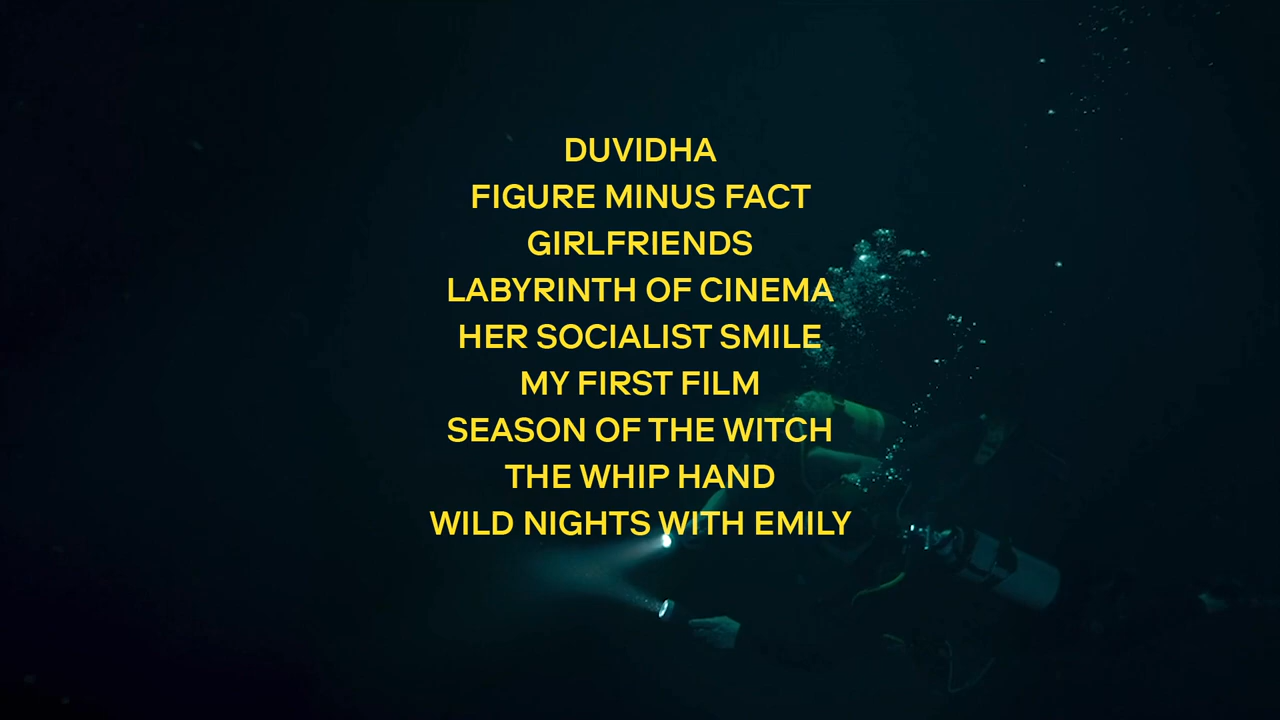 DUVIDHA
FIGURE MINUS FACT
GIRLFRIENDS
LABYRINTH OF CINEMA
HER SOCIALIST SMILE
MY FIRST FILM
SEASON OF THE WITCH
THE WHIP HAND
WILD NIGHTS WITH EMILY